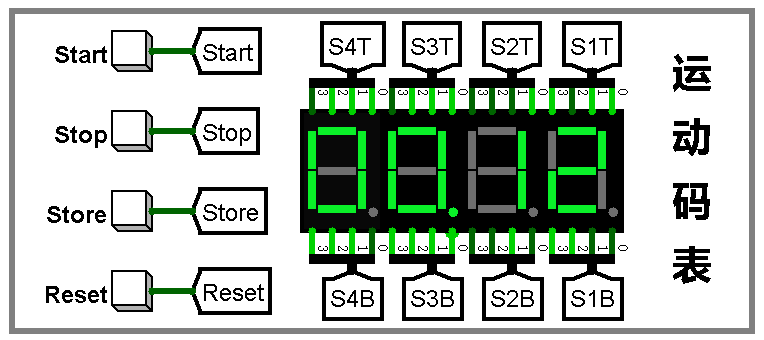 Start Start
Stop Stop
Store Store
Reset Reset
S4T S3T S2T S1T
3 2 1 0 3 2 1 0 3 2 1 0 3 2 1 0
00.12
3 2 1 0 3 2 1 0 3 2 1 0 3 2 1 0
S4B S3B S2B S1B
运动码表